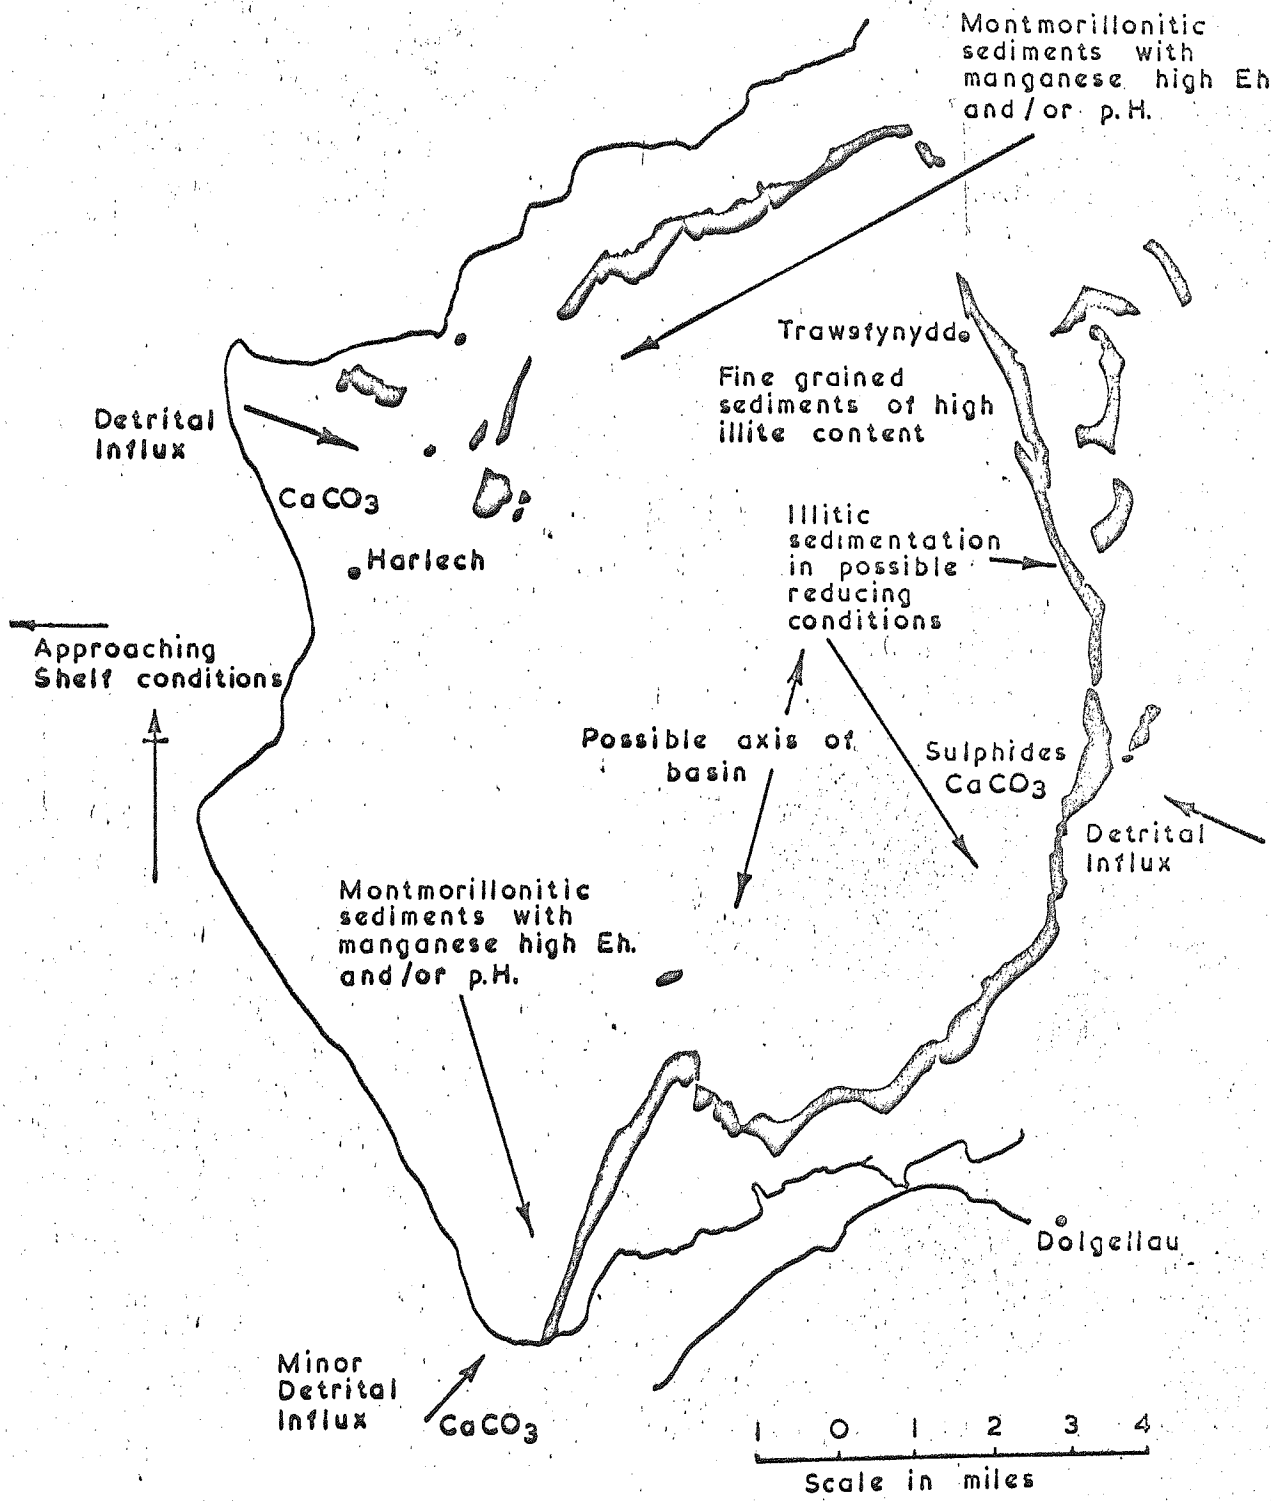 Montmorillonitic
sediments with
manganese high Eh
and/or p.H.
Trawsfynydd
Fine grained
sediments of high
illite content
Detrital
Influx
CaCO3
Harlech
Illitic
sedimentation
in possible
reducing
conditions
Approaching
Shelf conditions
Possible axis of
basin
Sulphides
CaCO3
Detrital
Influx
Montmorillonitic
sediments with
manganese high Eh.
and/or p.H.
Dolgellau
Minor
Detrital
Influx
CaCO3
1 0 1 2 3 4
Scale in miles